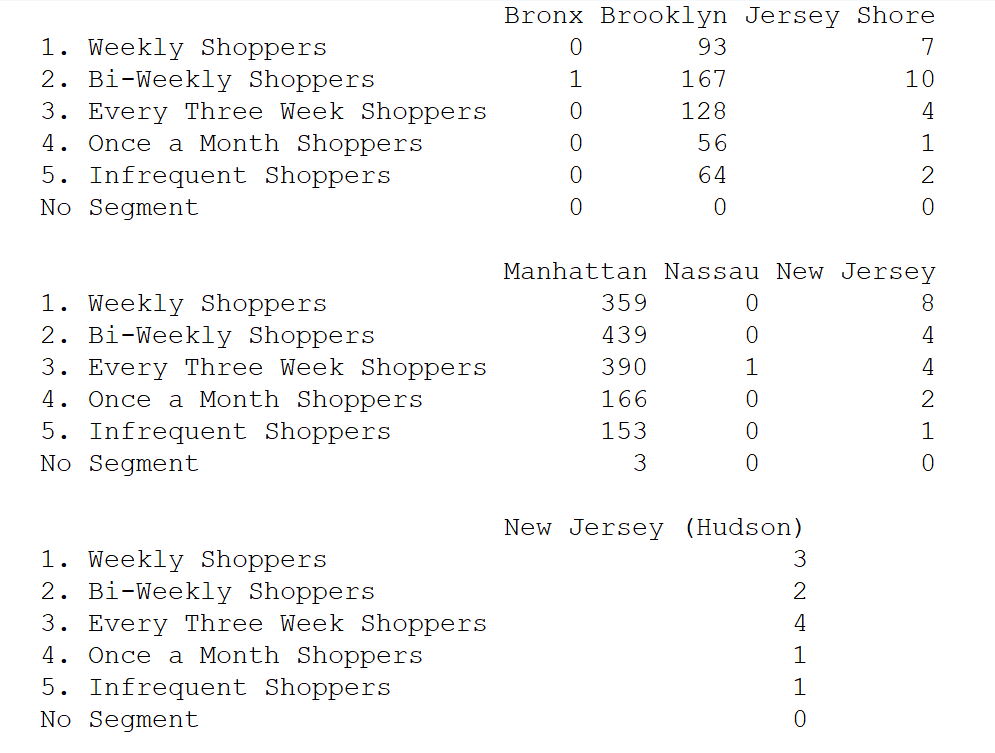 Bronx Brooklyn Jersey Shore
1. Weekly Shoppers 0 93 7
2. Bi-Weekly Shoppers 1 167 10
3. Every Three Week Shoppers 0 128 4
4. Once a Month Shoppers 0 56 1
5. Infrequent Shoppers 0 64 2
No Segment 0 0 0
Manhattan Nassau New Jersey
1. Weekly Shoppers 359 0 8
2. Bi-Weekly Shoppers 439 0 4
3. Every Three Week Shoppers 390 1 4
4. Once a Month Shoppers 166 0 2
5. Infrequent Shoppers 153 0 1
No Segment 3 0 0
New Jersey (Hudson)
1. Weekly Shoppers 3
2. Bi-Weekly Shoppers 2
3. Every Three Week Shoppers 4
4. Once a Month Shoppers 1
5. Infrequent Shoppers 1
No Segment 0